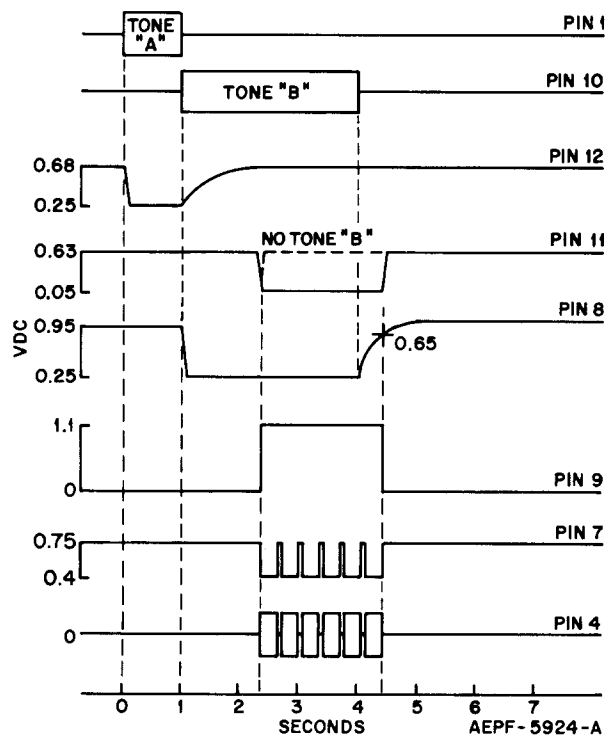 TONE
"A"
PIN 1
TONE "B"
PIN 10
0.68
PIN 12
0.25
NO TONE "B"
0.63
PIN 11
0.05
PIN 8
0.95
0.65
VDC
0.25
1.1
0
PIN 9
0.75
PIN 7
0.4
0
PIN 4
0 1 2 3 4 5 6 7
SECONDS
AEPF-5924-A